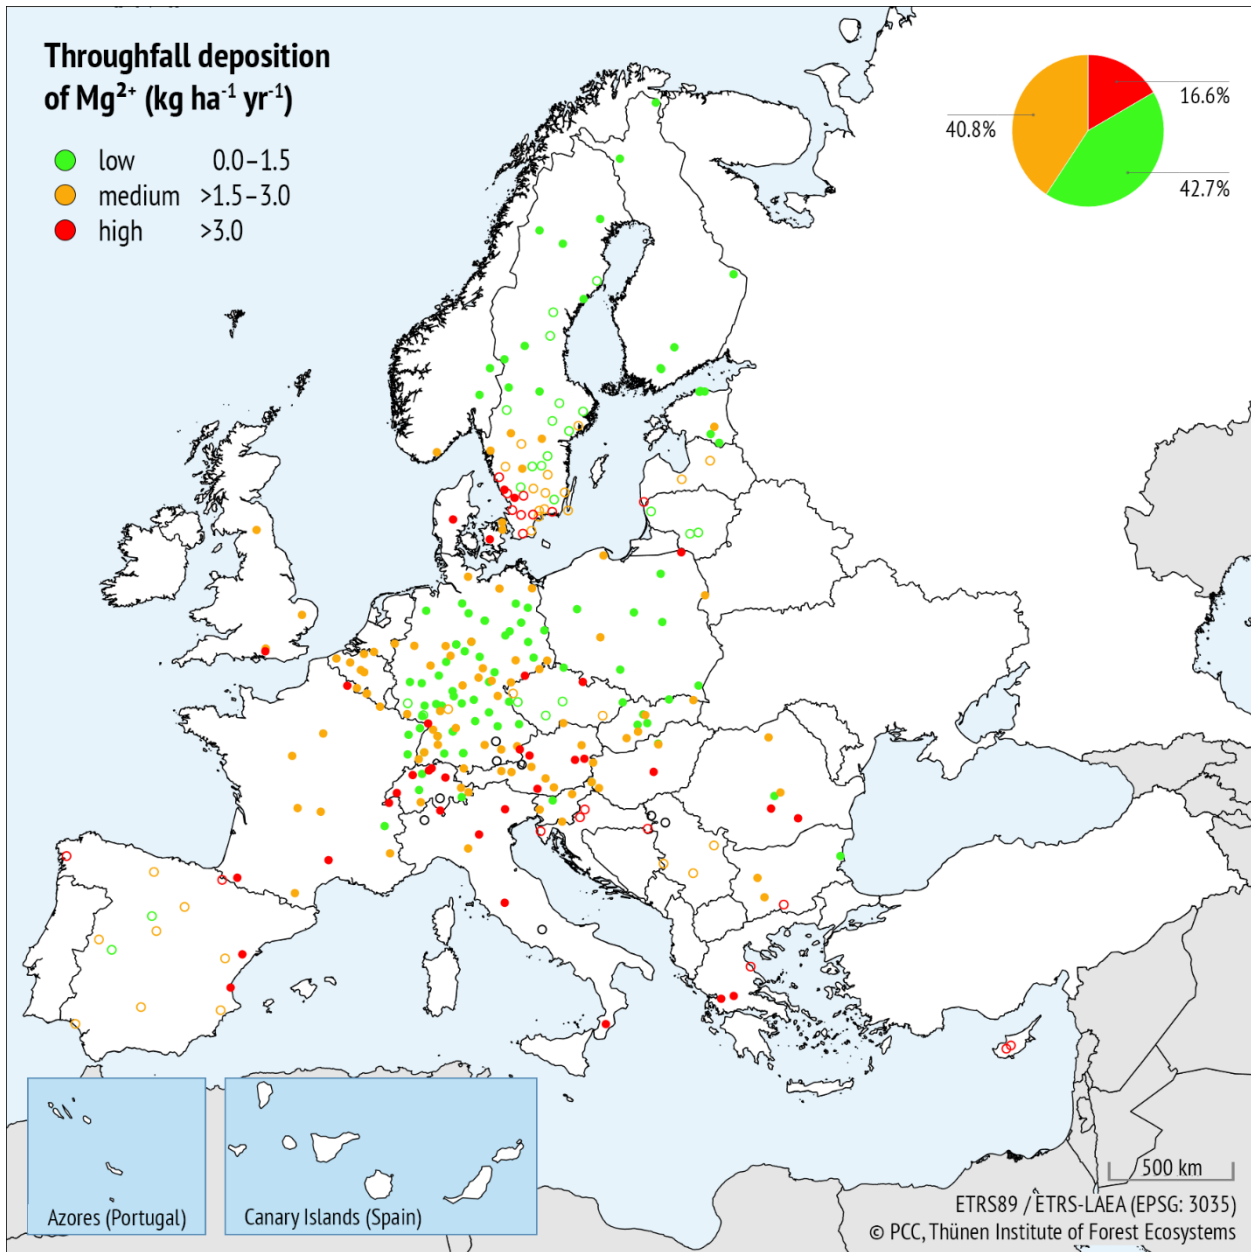 Throughfall deposition
of Mg²⁺ (kg ha⁻¹ yr⁻¹)
low 0.0–1.5
medium >1.5–3.0
high >3.0
16.6%
40.8%
42.7%
500 km
ETRS89 / ETRS-LAEA (EPSG: 3035)
© PCC, Thünen Institute of Forest Ecosystems
Azores (Portugal)
Canary Islands (Spain)